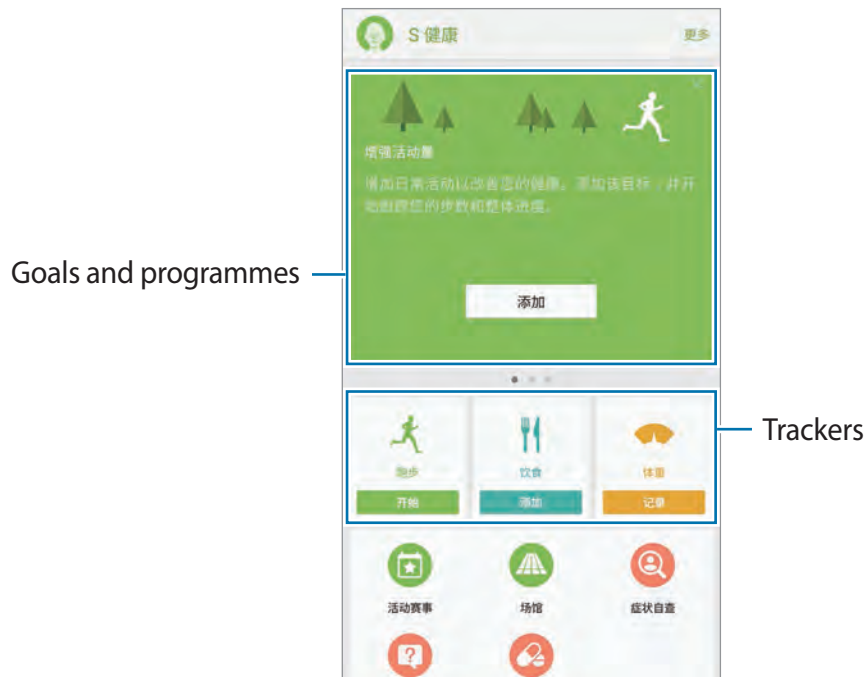 S 健康
更多
增强活动量
增加日常活动以改善您的健康。添加该目标，并开
始跟踪您的步数和整体进度。
Goals and programmes
添加
Trackers
跑步
饮食
体重
开始
添加
记录
活动赛事
场馆
症状自查
?